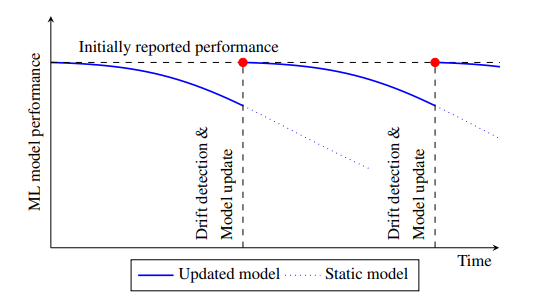 Initially reported performance
ML model performance
Drift detection &
Model update
Drift detection &
Model update
Time
Updated model
Static model